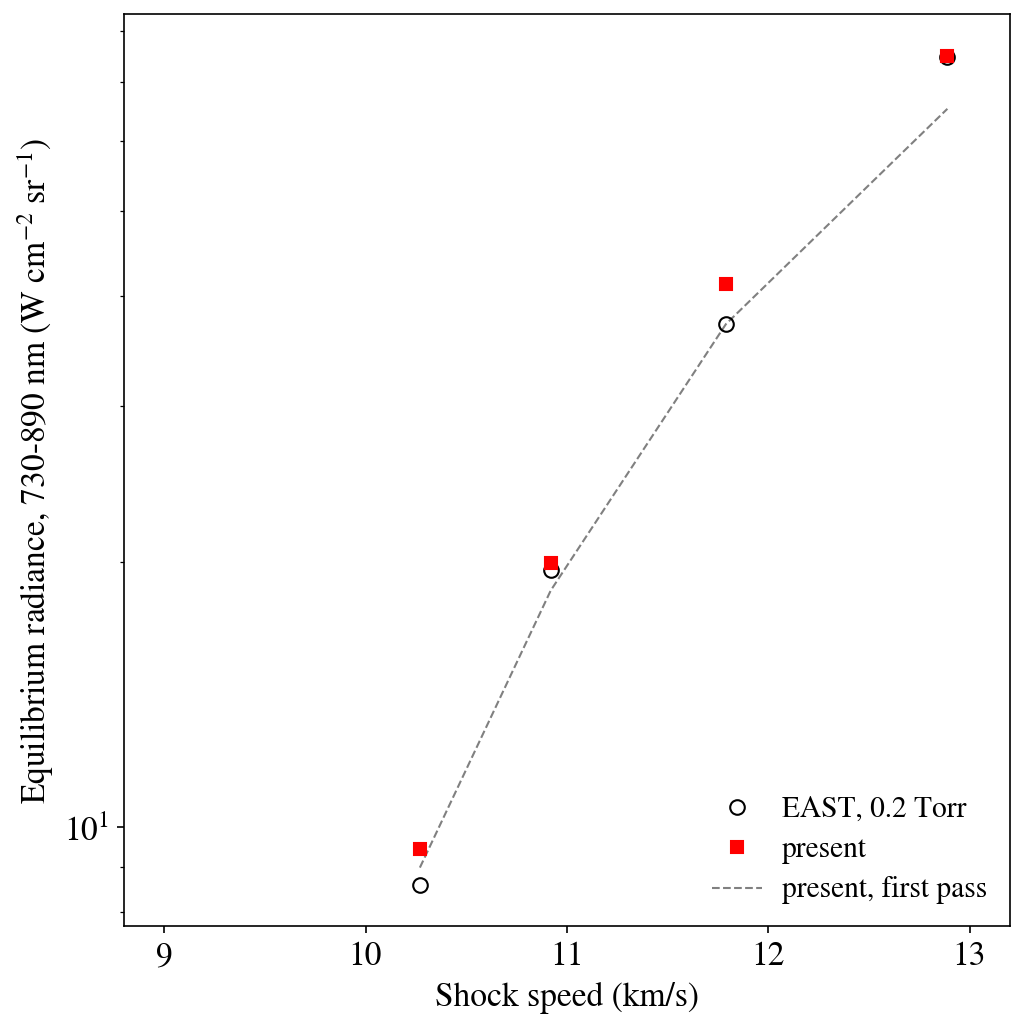 Equilibrium radiance, 730-890 nm (W cm⁻² sr⁻¹)
10¹
EAST, 0.2 Torr
present
present, first pass
9 10 11 12 13
Shock speed (km/s)